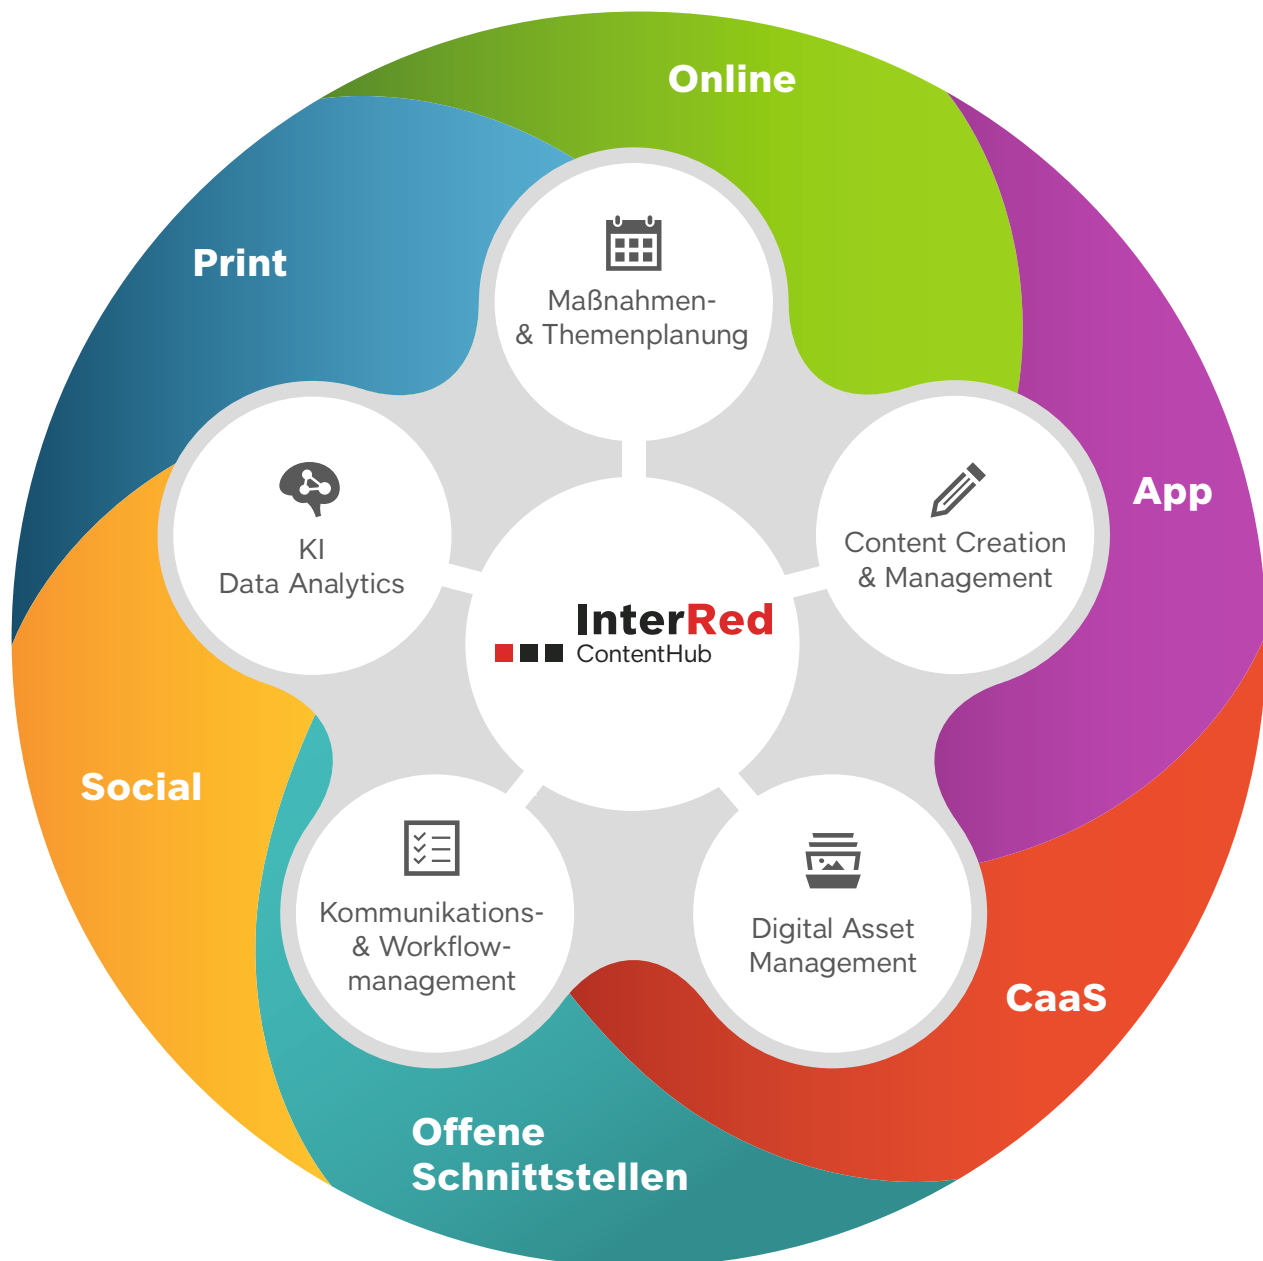 Online
Print
Maßnahmen-
& Themenplanung
App
Content Creation
& Management
KI
Data Analytics
InterRed
ContentHub
Social
Kommunikations-
& Workflow-
management
Digital Asset
Management
CaaS
Offene
Schnittstellen